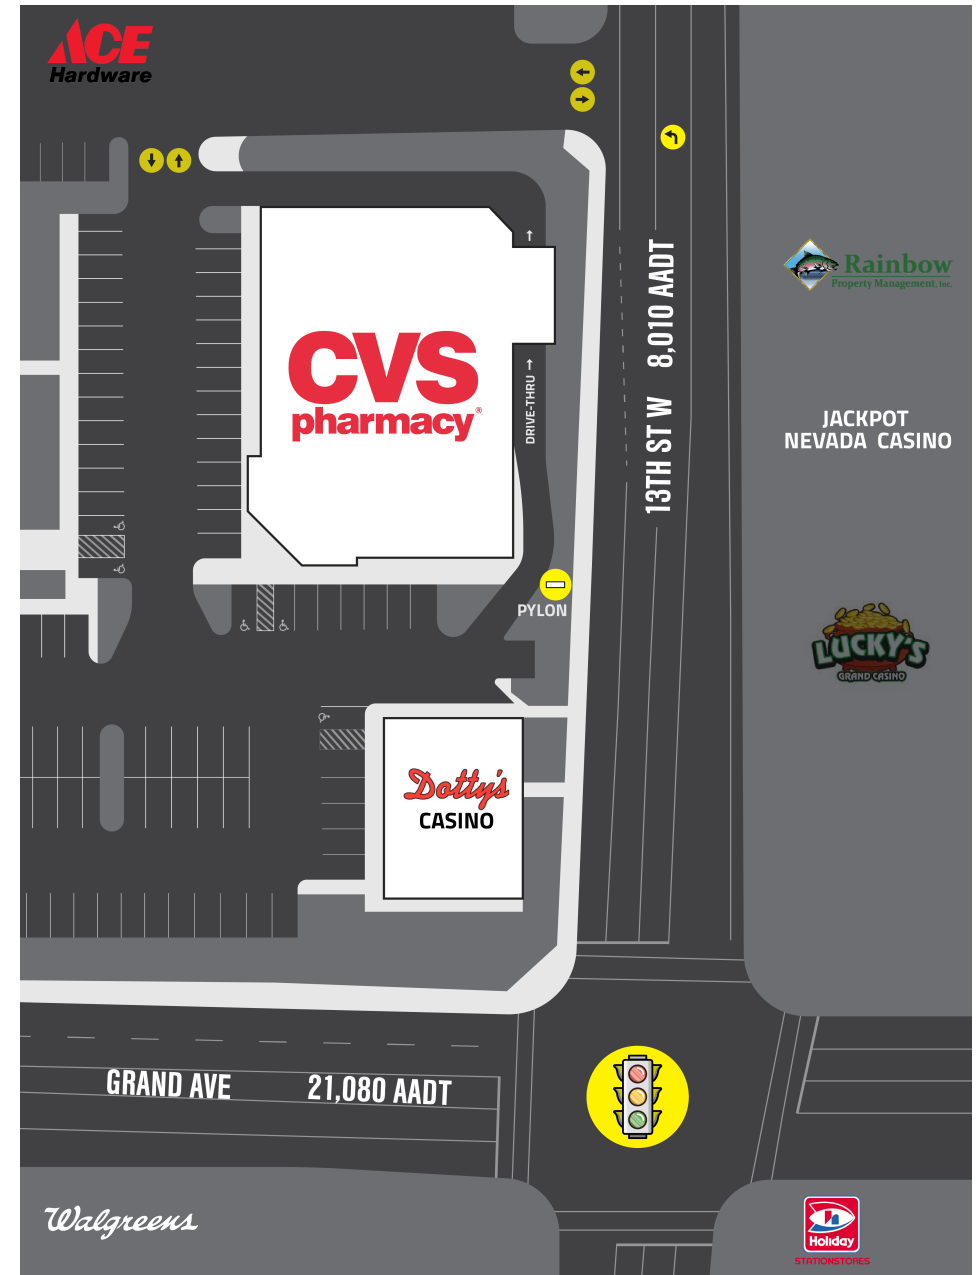 ACE
Hardware
Rainbow
Property Management, Inc.
8,010 AADT
13TH ST W
CVS
pharmacy®
DRIVE-THRU
JACKPOT
NEVADA CASINO
PYLON
LUCKY'S
GRAND CASINO
Dotty's
CASINO
GRAND AVE 21,080 AADT
Walgreens
Holiday
STATIONSTORES